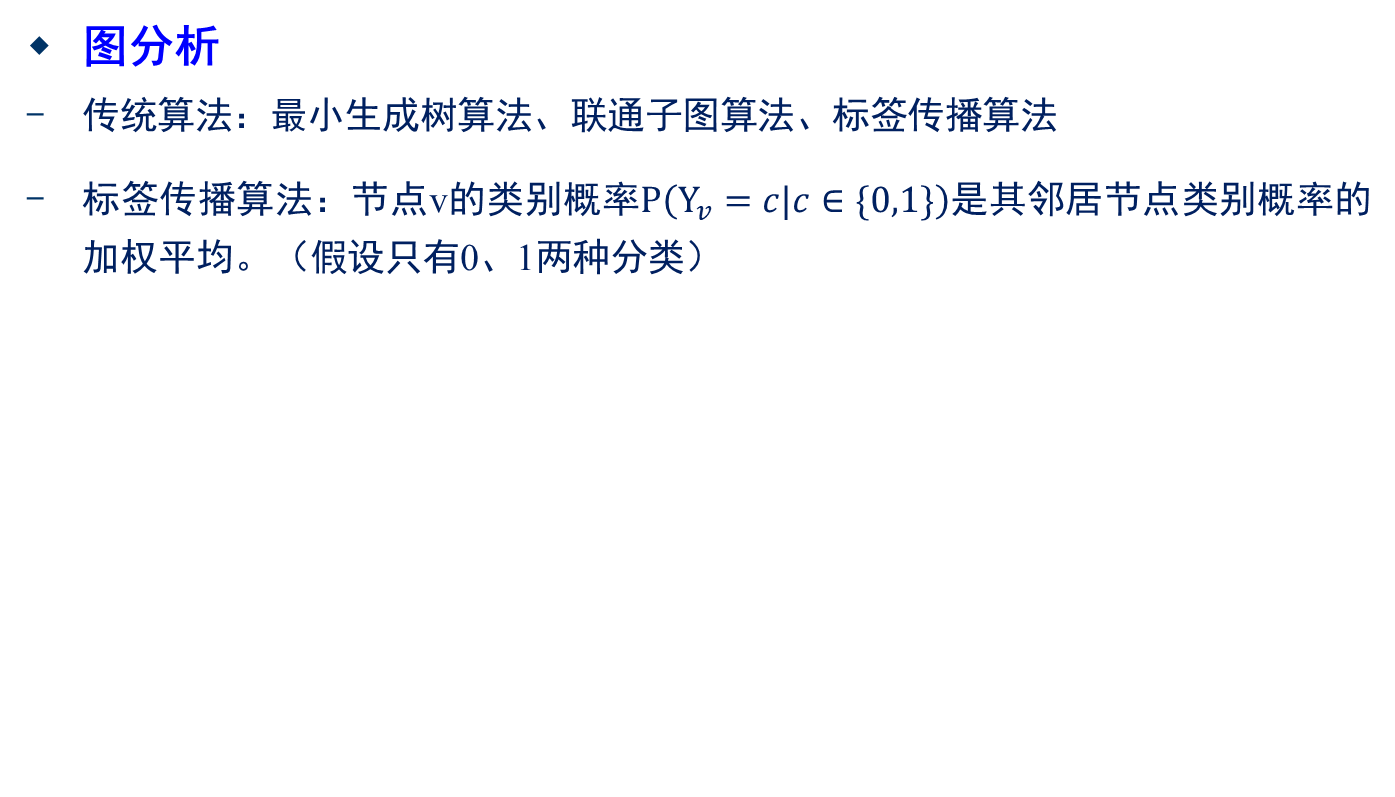 ◆ 图分析
– 传统算法：最小生成树算法、联通子图算法、标签传播算法
– 标签传播算法：节点v的类别概率P(Y𝑣 = 𝑐|𝑐 ∈ {0,1})是其邻居节点类别概率的
加权平均。（假设只有0、1两种分类）